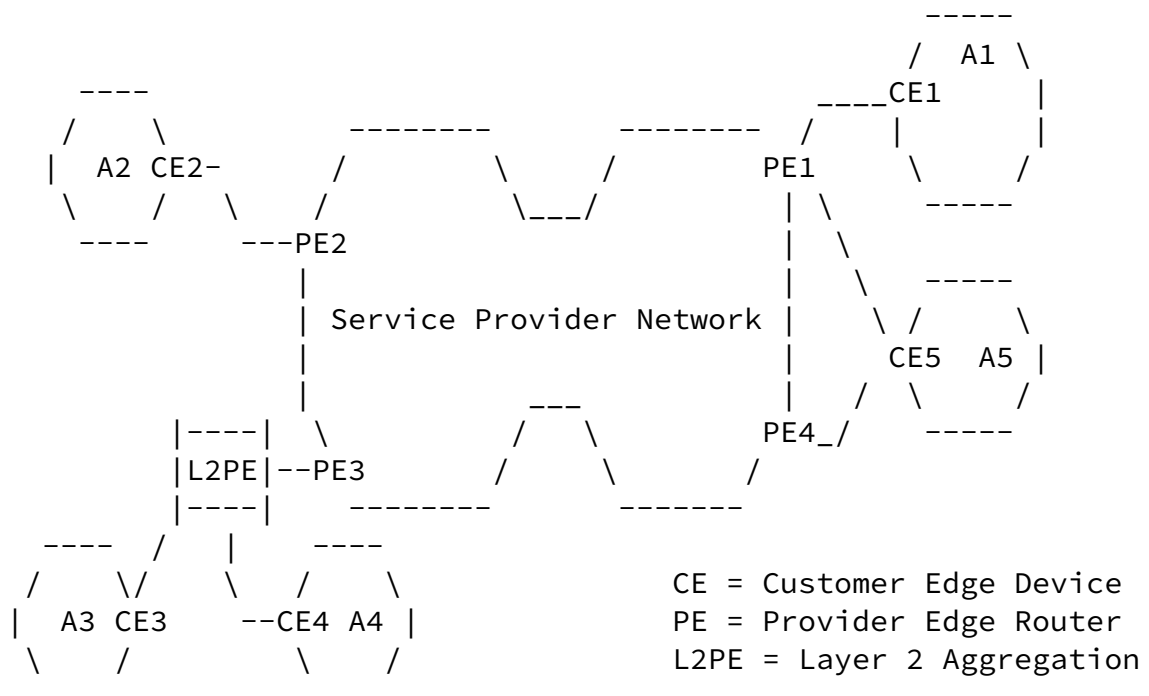 A1
CE1
A2 CE2
PE1
PE2
Service Provider Network
CE5 A5
PE4
L2PE PE3
A3 CE3 CE4 A4
CE = Customer Edge Device
PE = Provider Edge Router
L2PE = Layer 2 Aggregation